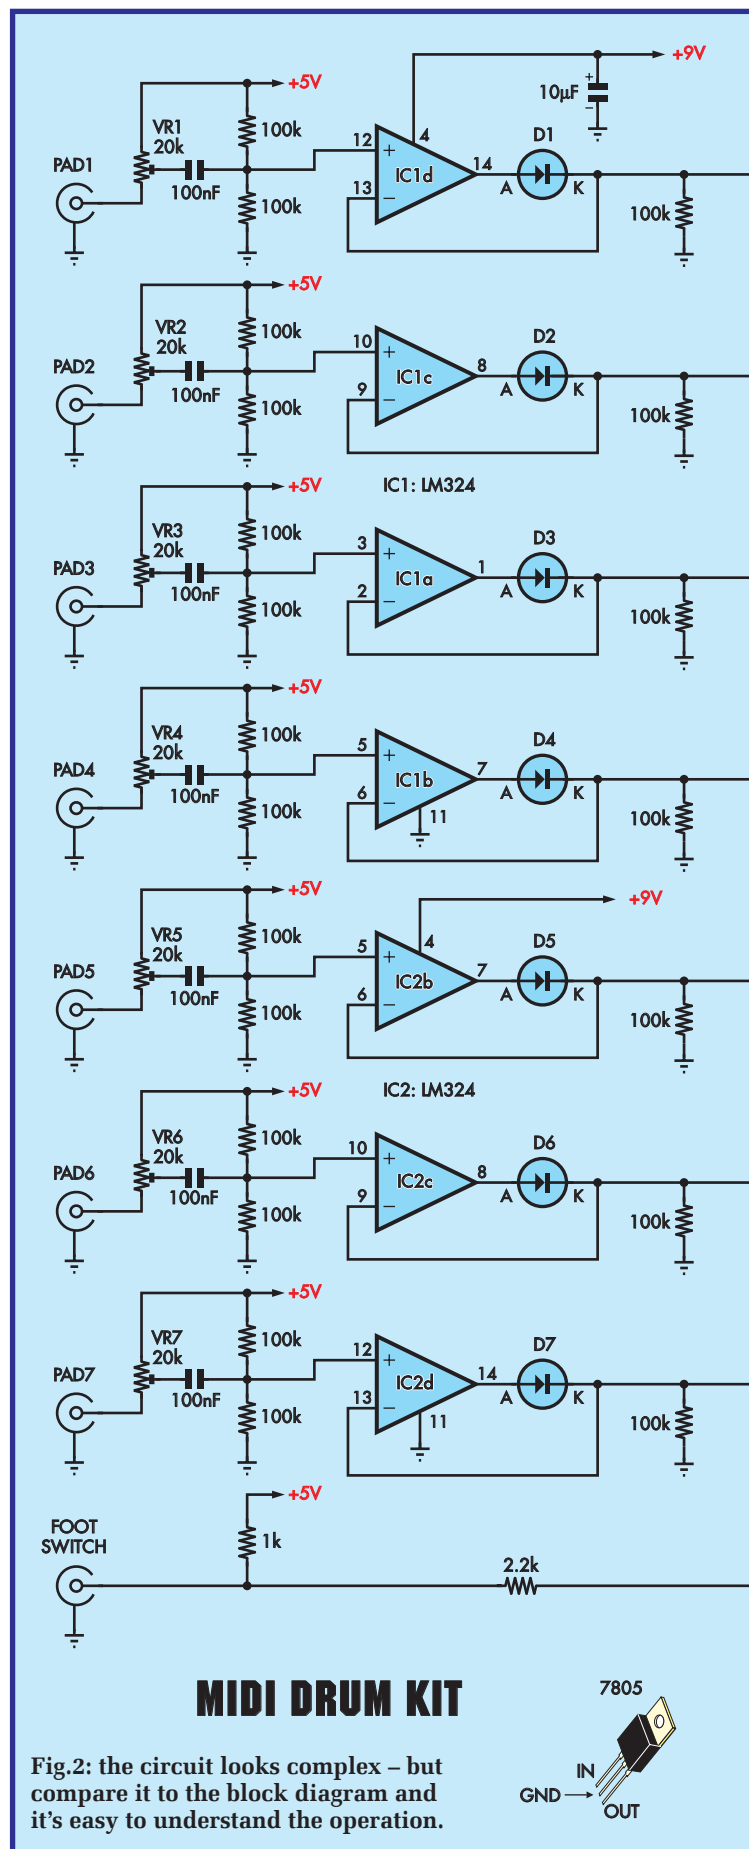 +9V
10µF
+
–
+5V
VR1
20k
100k
100nF
100k
PAD1
12
+
13
–
IC1d
4
14
D1
A
K
100k
+5V
VR2
20k
100k
100nF
100k
PAD2
10
+
9
–
IC1c
8
D2
A
K
100k
IC1: LM324
+5V
VR3
20k
100k
100nF
100k
PAD3
3
+
2
–
IC1a
1
D3
A
K
100k
+5V
VR4
20k
100k
100nF
100k
PAD4
5
+
6
–
IC1b
11
7
D4
A
K
100k
+9V
+5V
VR5
20k
100k
100nF
100k
PAD5
5
+
6
–
IC2b
4
7
D5
A
K
100k
IC2: LM324
+5V
VR6
20k
100k
100nF
100k
PAD6
10
+
9
–
IC2c
8
D6
A
K
100k
+5V
VR7
20k
100k
100nF
100k
PAD7
12
+
13
–
IC2d
11
14
D7
A
K
100k
+5V
1k
FOOT
SWITCH
2.2k
MIDI DRUM KIT
7805
IN
GND
OUT
Fig.2: the circuit looks complex – but
compare it to the block diagram and
it's easy to understand the operation.